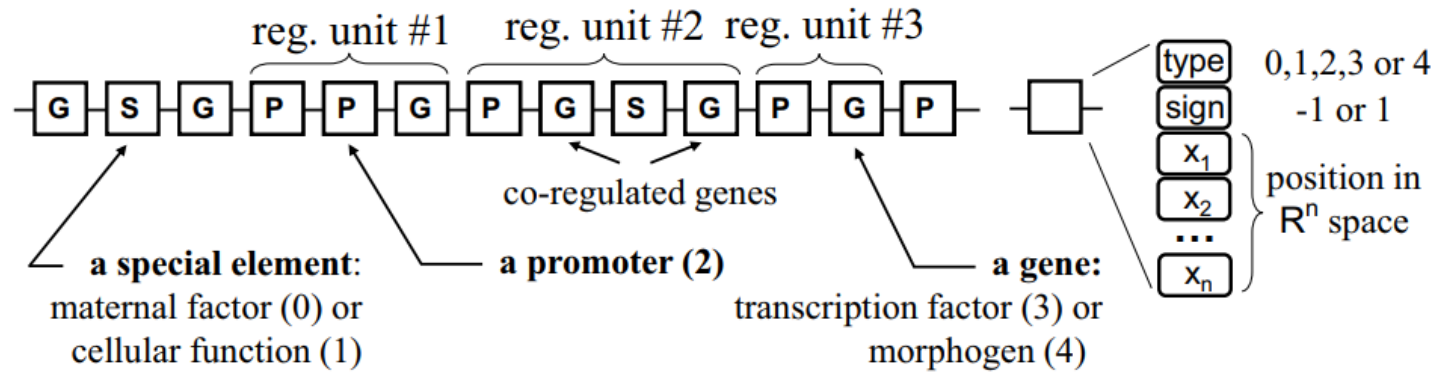 reg. unit #1 reg. unit #2 reg. unit #3
G S G P P G P G S G P G P
type 0,1,2,3 or 4
sign -1 or 1
x1
x2
...
xn
position in
Rn space
co-regulated genes
a special element:
maternal factor (0) or
cellular function (1)
a promoter (2)
a gene:
transcription factor (3) or
morphogen (4)